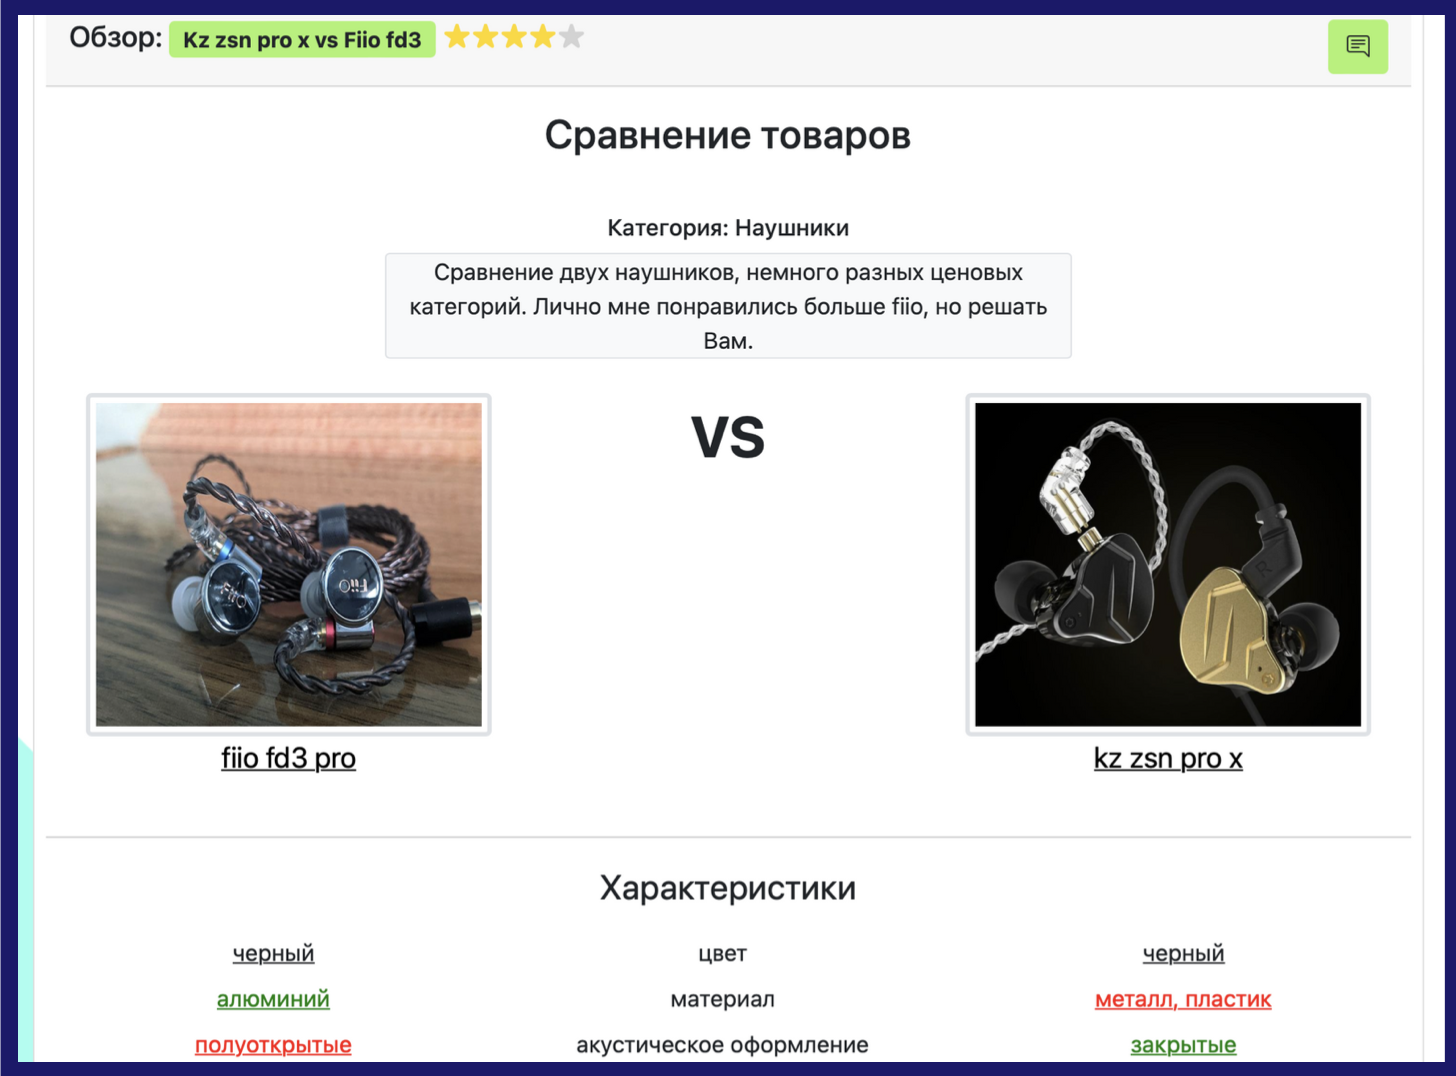 Обзор: Kz zsn pro x vs Fiio fd3
Сравнение товаров
Категория: Наушники
Сравнение двух наушников, немного разных ценовых
категорий. Лично мне понравились больше fiio, но решать
Вам.
VS
FiiO
FiiO
R
fiio fd3 pro
kz zsn pro x
Характеристики
черный цвет черный
алюминий материал металл, пластик
полуоткрытые акустическое оформление закрытые